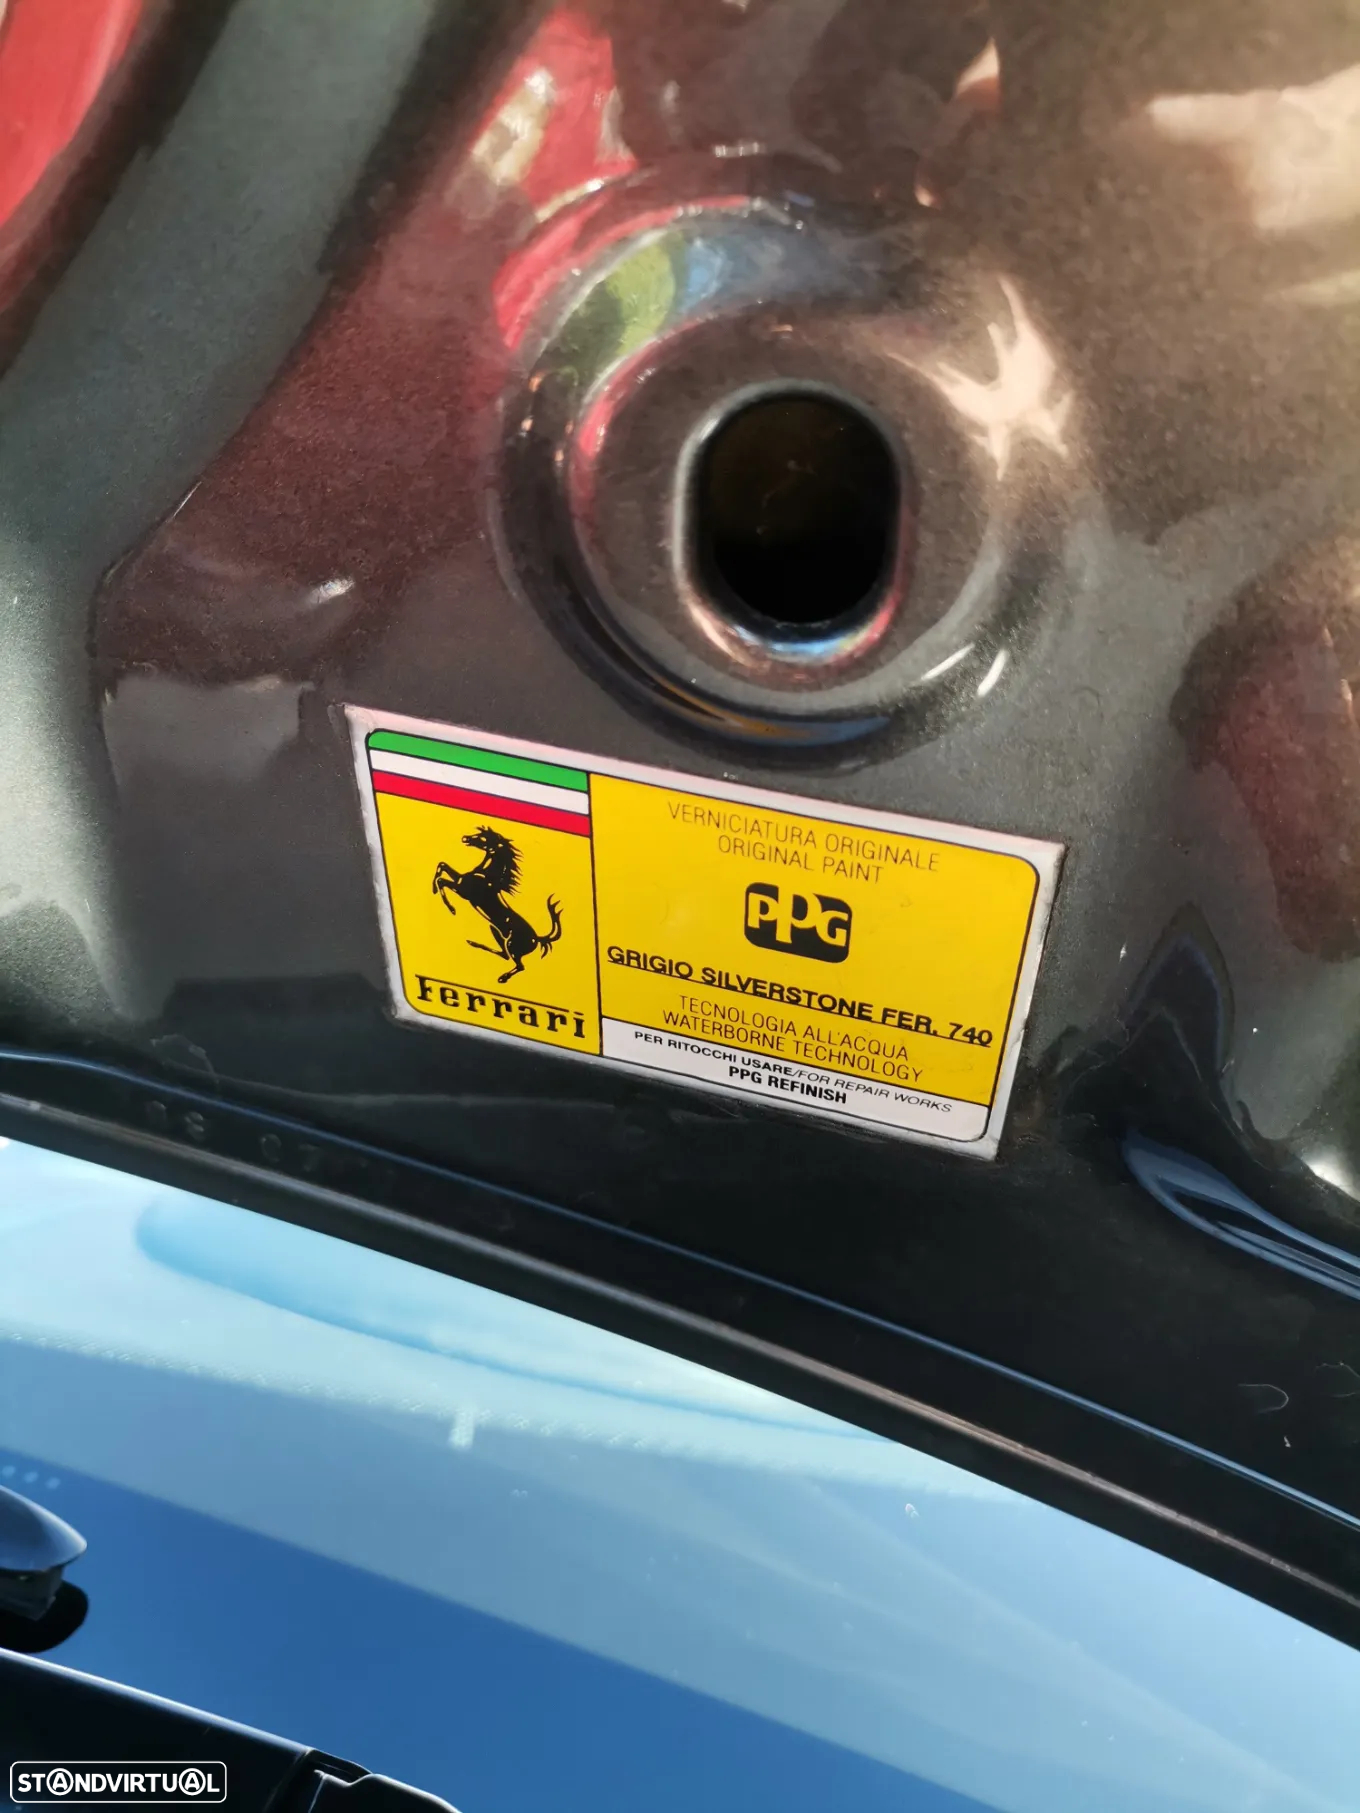 VERNICIATURA ORIGINALE
ORIGINAL PAINT
PPG
GRIGIO SILVERSTONE FER. 740
TECNOLOGIA ALL'ACQUA
WATERBORNE TECHNOLOGY
PER RITOCCHI USARE/FOR REPAIR WORKS
PPG REFINISH
Ferrari
STANDVIRTUAL